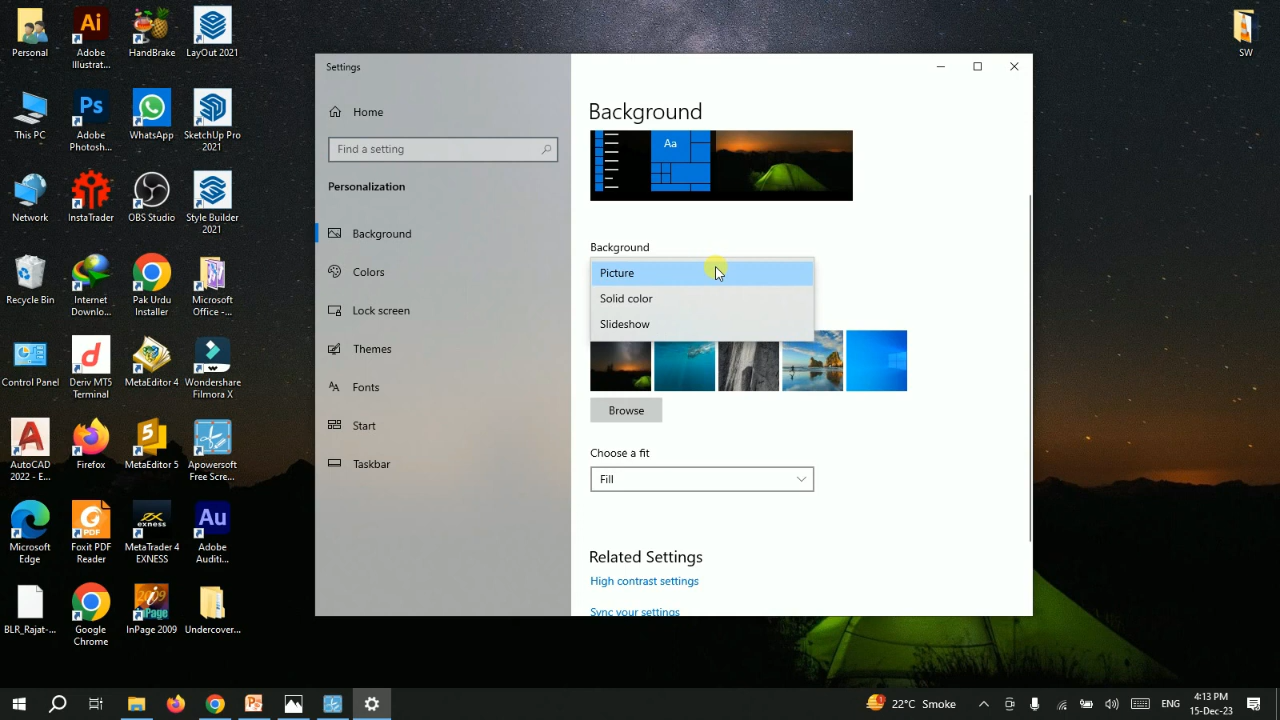 Personal
Adobe
Illustrat...
HandBrake
LayOut 2021
SW
This PC
Adobe
Photosh...
WhatsApp
SketchUp Pro
2021
Network
InstaTrader
OBS Studio
Style Builder
2021
Recycle Bin
Internet
Downlo...
Pak Urdu
Installer
Microsoft
Office -...
Control Panel
Deriv MT5
Terminal
MetaEditor 4
Wondershare
Filmora X
AutoCAD
2022 - E...
Firefox
MetaEditor 5
Apowersoft
Free Scre...
Microsoft
Edge
Foxit PDF
Reader
MetaTrader 4
EXNESS
Adobe
Auditi...
BLR_Rajat-...
Google
Chrome
InPage 2009
Undercover...
Settings
Home
Find a setting
Personalization
Background
Colors
Lock screen
Themes
Fonts
Start
Taskbar
Background
Aa
Background
Picture
Solid color
Slideshow
Browse
Choose a fit
Fill
Related Settings
High contrast settings
Sync your settings
22°C Smoke
ENG
4:13 PM
15-Dec-23